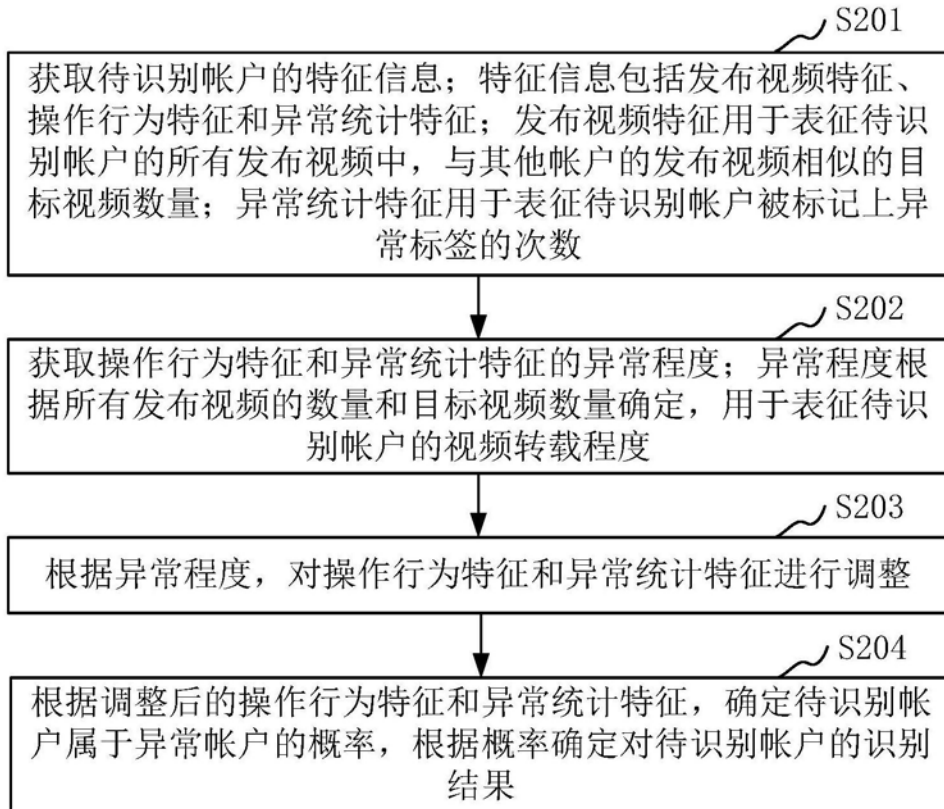 S201
获取待识别帐户的特征信息；特征信息包括发布视频特征、
操作行为特征和异常统计特征；发布视频特征用于表征待识
别帐户的所有发布视频中，与其他帐户的发布视频相似的目
标视频数量；异常统计特征用于表征待识别帐户被标记上异
常标签的次数
S202
获取操作行为特征和异常统计特征的异常程度；异常程度根
据所有发布视频的数量和目标视频数量确定，用于表征待识
别帐户的视频转载程度
S203
根据异常程度，对操作行为特征和异常统计特征进行调整
S204
根据调整后的操作行为特征和异常统计特征，确定待识别帐
户属于异常帐户的概率，根据概率确定对待识别帐户的识别
结果